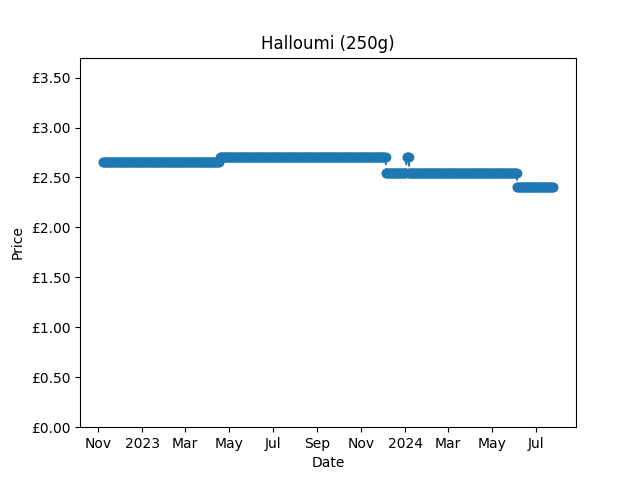 Halloumi (250g)
£3.50
£3.00
£2.50
£2.00
£1.50
£1.00
£0.50
£0.00
Price
Nov 2023 Mar May Jul Sep Nov 2024 Mar May Jul
Date